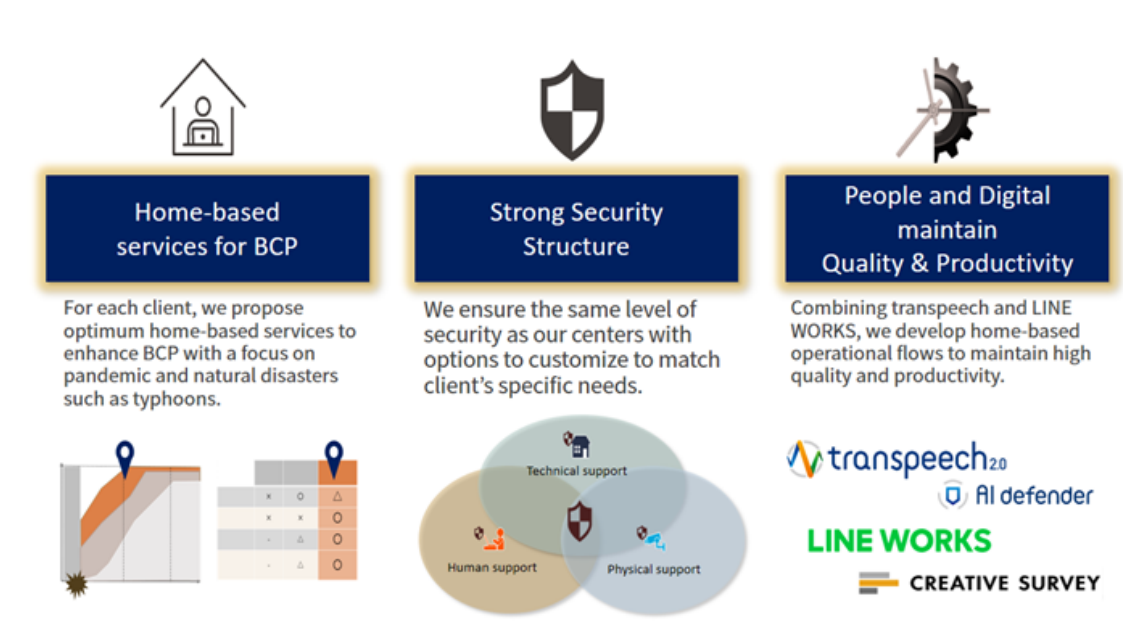 Home-based
services for BCP
For each client, we propose
optimum home-based services to
enhance BCP with a focus on
pandemic and natural disasters
such as typhoons.
× O △
× × O
- △ O
- △ O
Strong Security
Structure
We ensure the same level of
security as our centers with
options to customize to match
client's specific needs.
Technical support
Human support
Physical support
People and Digital
maintain
Quality & Productivity
Combining transpeech and LINE
WORKS, we develop home-based
operational flows to maintain high
quality and productivity.
transpeech 2.0
AI defender
LINE WORKS
CREATIVE SURVEY